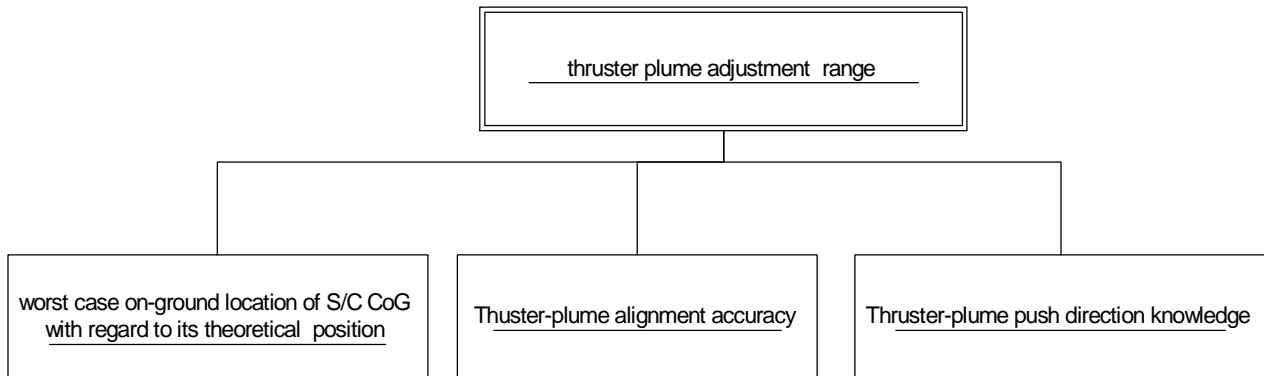 thruster plume adjustment range
worst case on-ground location of S/C CoG
with regard to its theoretical position
Thuster-plume alignment accuracy
Thruster-plume push direction knowledge